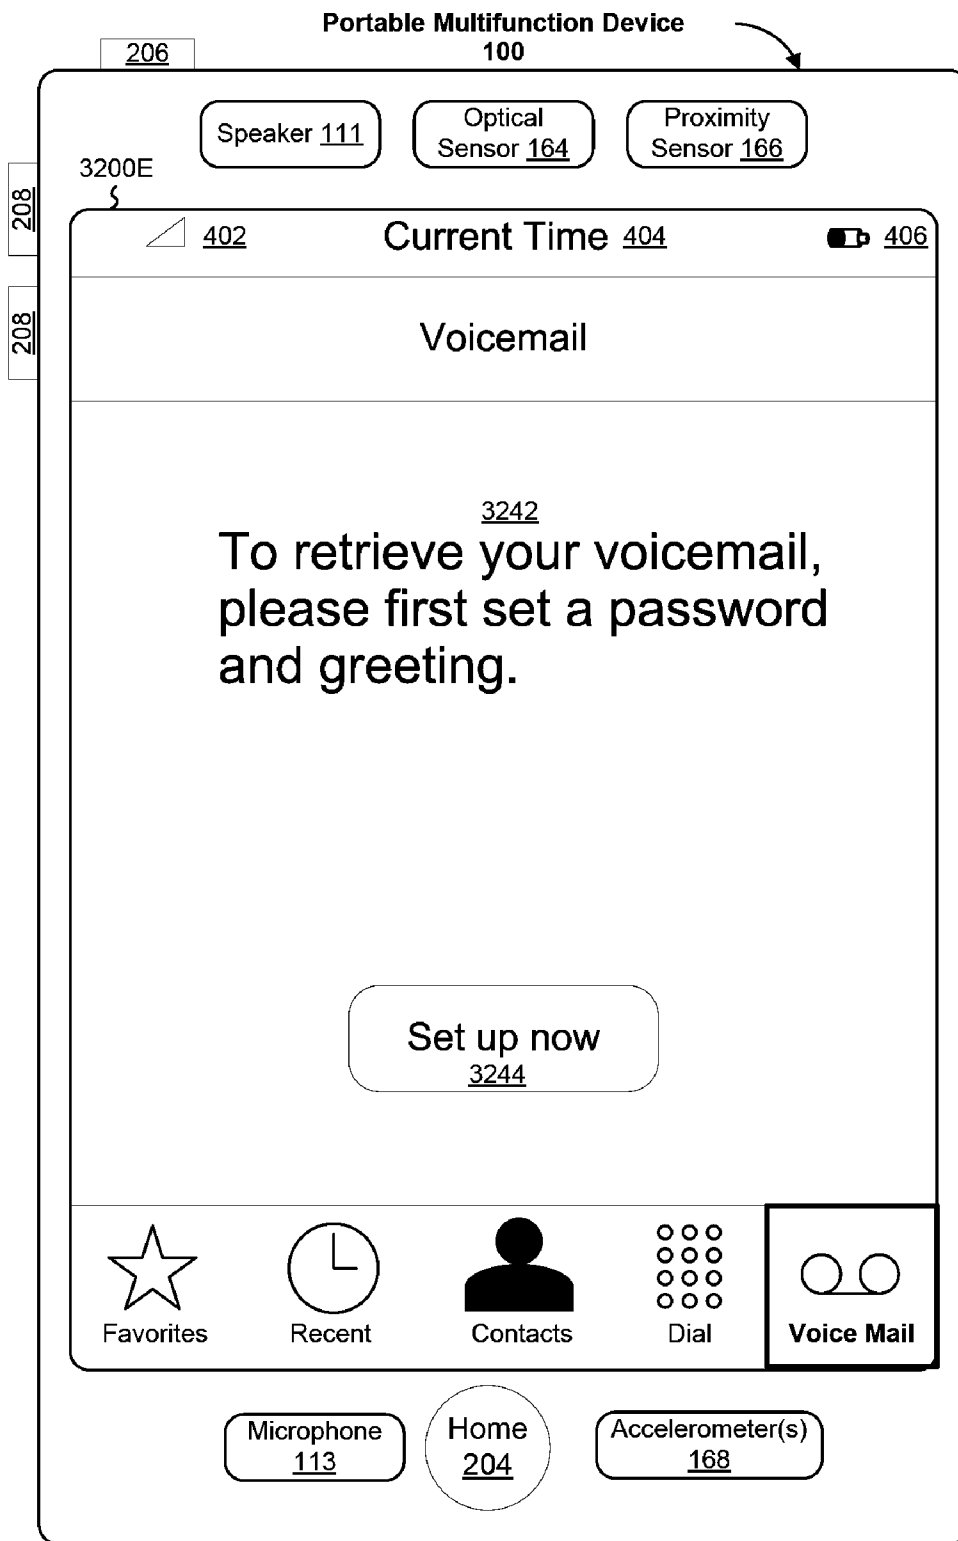 Portable Multifunction Device
100
206
Speaker 111
Optical
Sensor 164
Proximity
Sensor 166
3200E
208
208
402
Current Time 404
406
Voicemail
3242
To retrieve your voicemail,
please first set a password
and greeting.
Set up now
3244
Favorites
Recent
Contacts
Dial
Voice Mail
Microphone
113
Home
204
Accelerometer(s)
168